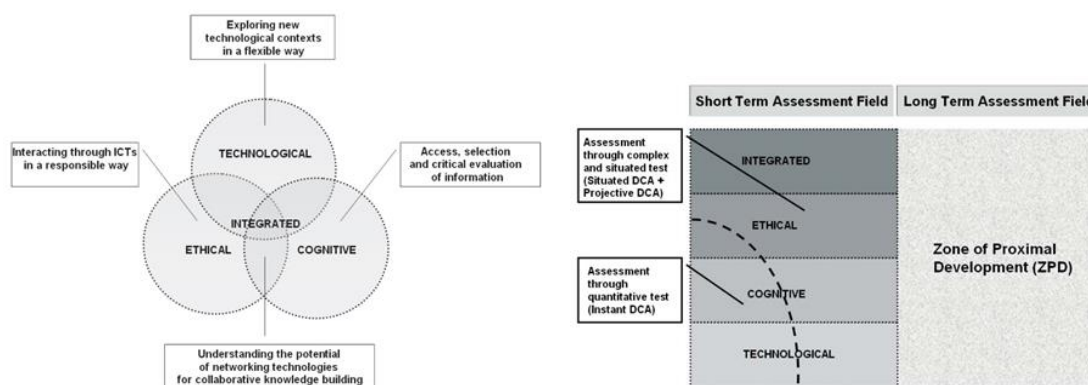 Exploring new
technological contexts
in a flexible way
Interacting through ICTs
in a responsible way
TECHNOLOGICAL
Access, selection
and critical evaluation
of information
INTEGRATED
ETHICAL
COGNITIVE
Understanding the potential
of networking technologies
for collaborative knowledge building
Short Term Assessment Field
Long Term Assessment Field
Assessment
through complex
and situated test
(Situated DCA +
Projective DCA)
INTEGRATED
ETHICAL
Assessment
through
quantitative test
(Instant DCA)
COGNITIVE
TECHNOLOGICAL
Zone of Proximal
Development (ZPD)